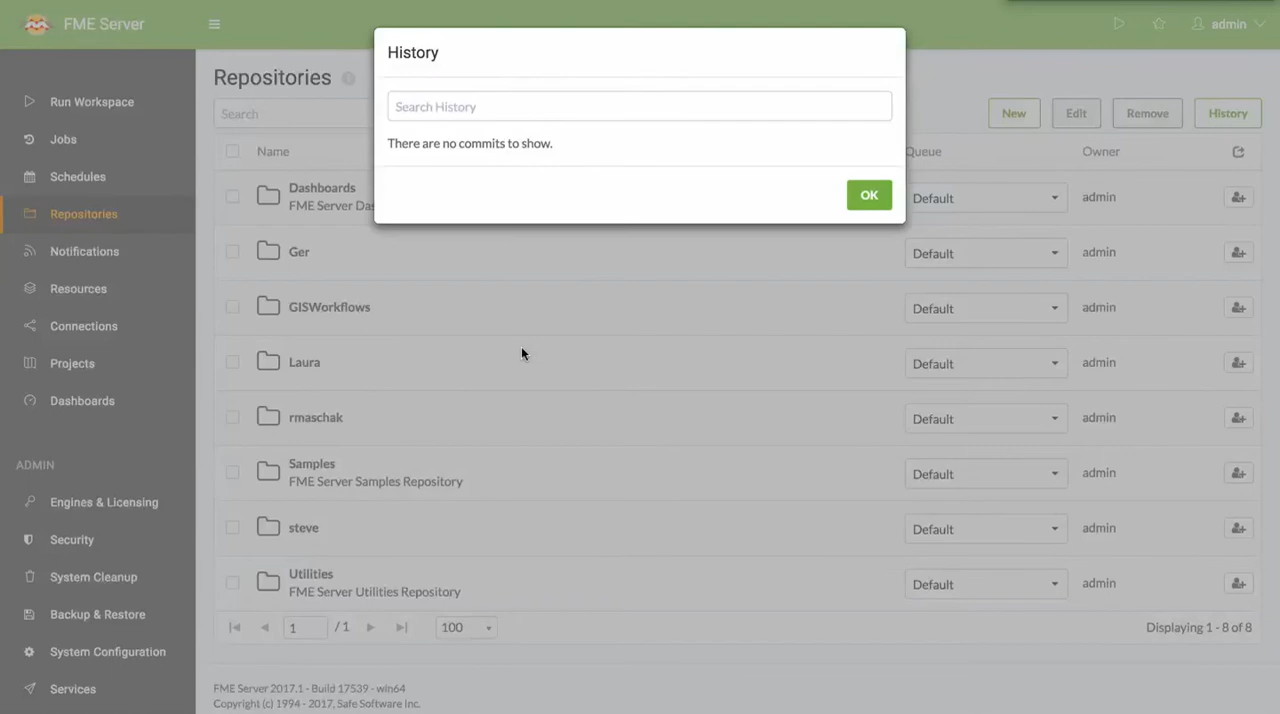 FME Server
admin
Run Workspace
Jobs
Schedules
Repositories
Notifications
Resources
Connections
Projects
Dashboards
ADMIN
Engines & Licensing
Security
System Cleanup
Backup & Restore
System Configuration
Services
Repositories
Search
New
Edit
Remove
History
Name
Queue
Owner
Dashboards
FME Server Das
Default
admin
Ger
Default
admin
GISWorkflows
Default
admin
Laura
Default
admin
rmaschak
Default
admin
Samples
FME Server Samples Repository
Default
admin
steve
Default
admin
Utilities
FME Server Utilities Repository
Default
admin
1 / 1
100
Displaying 1 - 8 of 8
FME Server 2017.1 - Build 17539 - win64
Copyright (c) 1994 - 2017, Safe Software Inc.
History
Search History
There are no commits to show.
OK